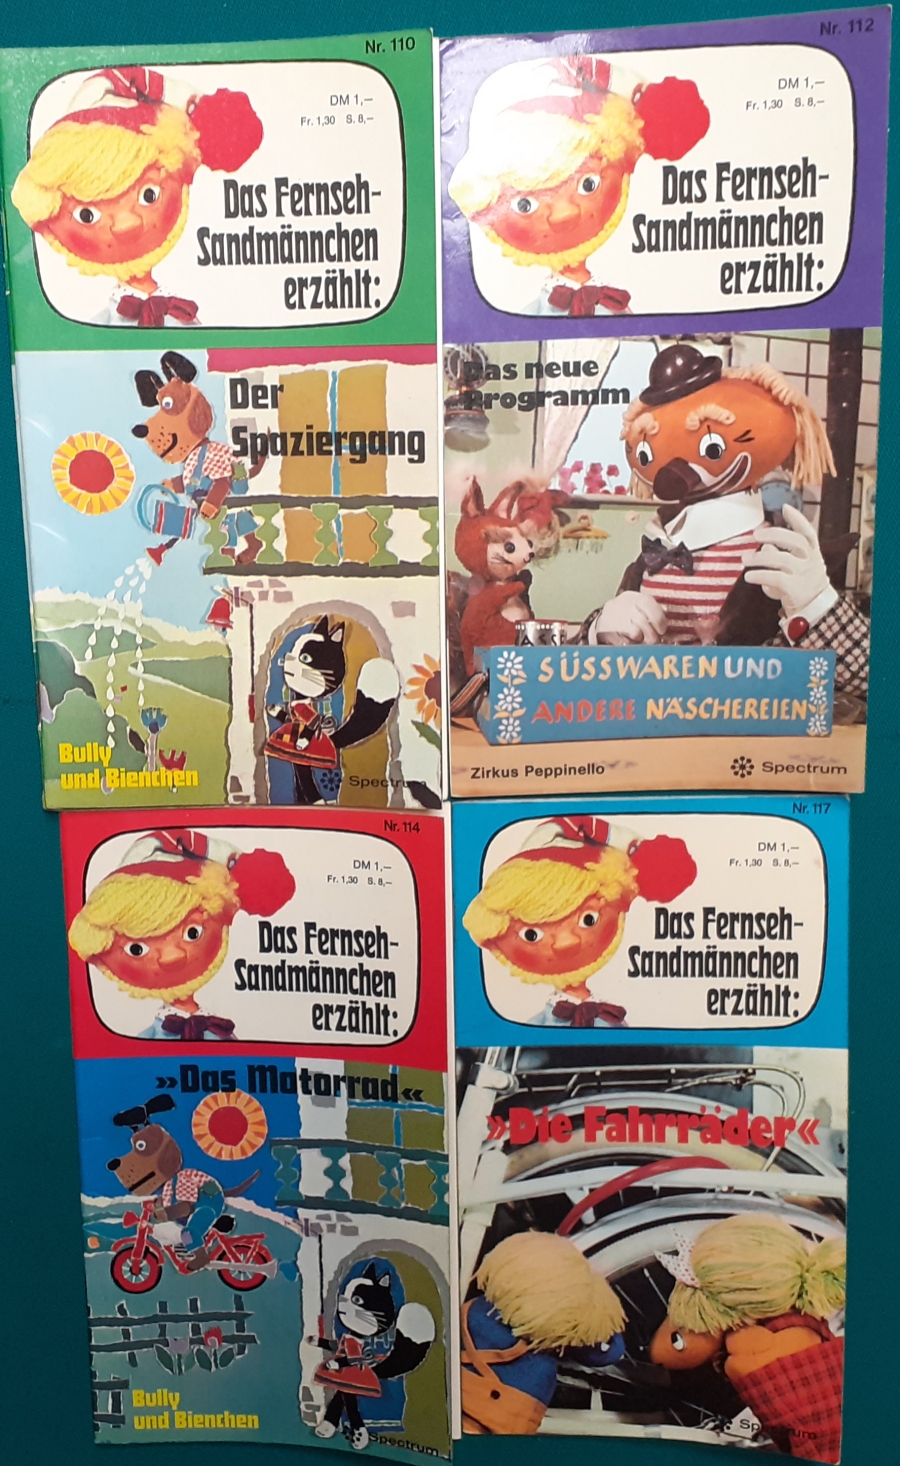 Nr. 110
DM 1,—
Fr. 1,30 S. 8,—
Das Fernseh-
Sandmännchen
erzählt:
Der
Spaziergang
Bully
und Bienchen
Spectrum
Nr. 112
DM 1,—
Fr. 1,30 S. 8,—
Das Fernseh-
Sandmännchen
erzählt:
Das neue
Programm
KASSE
SÜSSWAREN UND
ANDERE NÄSCHEREIEN
Zirkus Peppinello
Spectrum
Nr. 114
DM 1,—
Fr. 1,30 S. 8,—
Das Fernseh-
Sandmännchen
erzählt:
»Das Motorrad«
Bully
und Bienchen
Spectrum
Nr. 117
DM 1,—
Fr. 1,30 S. 8,—
Das Fernseh-
Sandmännchen
erzählt:
»Die Fahrräder«
Spectrum